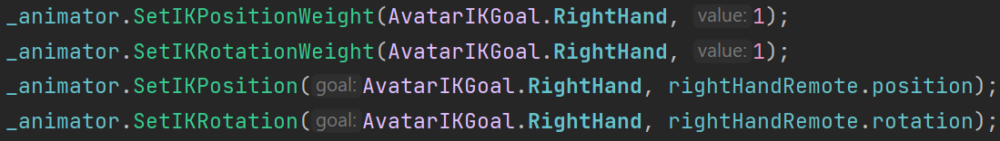 _animator.SetIKPositionWeight(AvatarIKGoal.RightHand, value: 1);
_animator.SetIKRotationWeight(AvatarIKGoal.RightHand, value: 1);
_animator.SetIKPosition( goal: AvatarIKGoal.RightHand, rightHandRemote.position);
_animator.SetIKRotation( goal: AvatarIKGoal.RightHand, rightHandRemote.rotation);